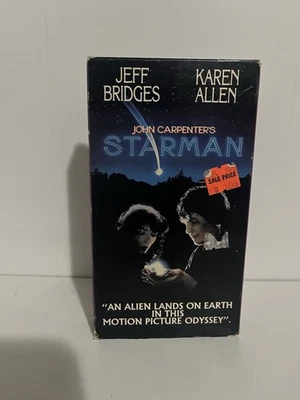 JEFF BRIDGES
KAREN ALLEN
JOHN CARPENTER'S
STARMAN
SALE PRICE
"AN ALIEN LANDS ON EARTH
IN THIS
MOTION PICTURE ODYSSEY".